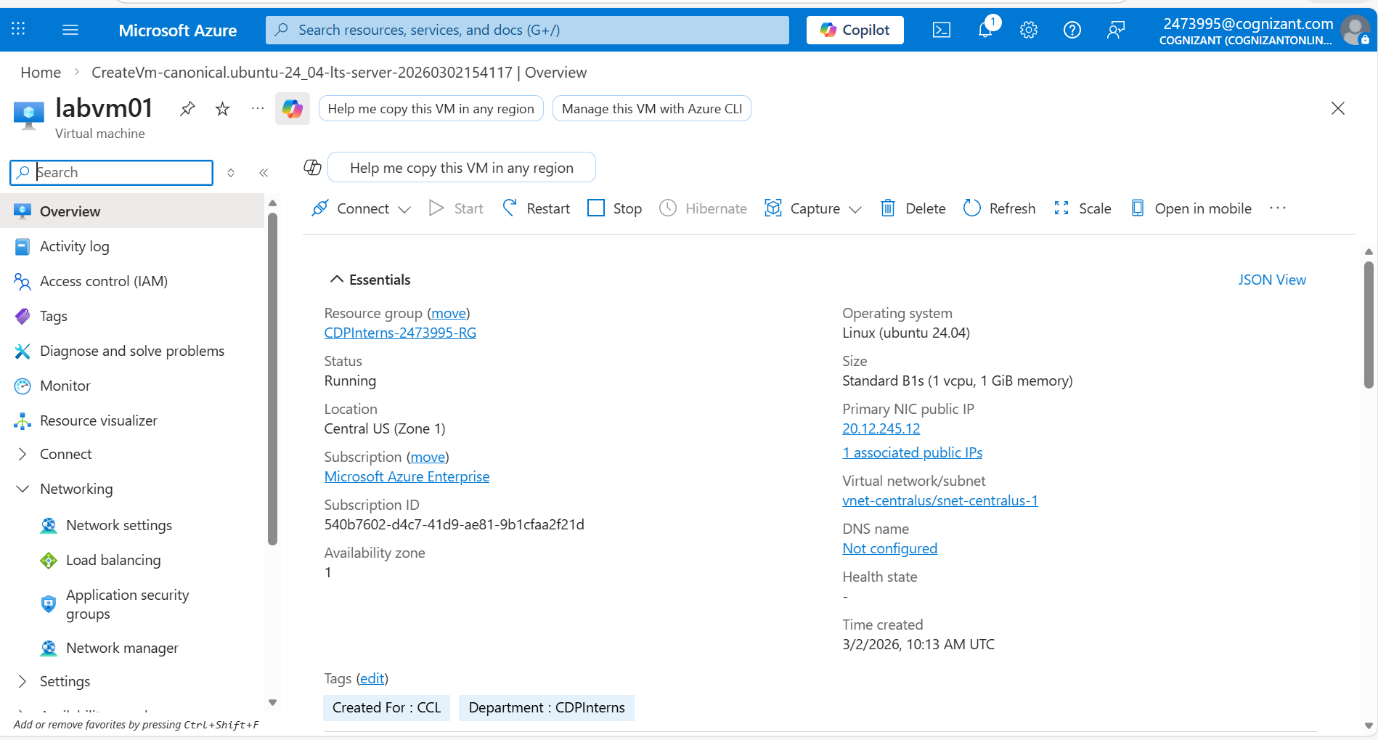 Microsoft Azure
Search resources, services, and docs (G+/)
Copilot
1
2473995@cognizant.com
COGNIZANT (COGNIZANTONLIN...
Home > CreateVm-canonical.ubuntu-24_04-lts-server-20260302154117 | Overview
labvm01
Virtual machine
Help me copy this VM in any region
Manage this VM with Azure CLI
Search
Overview
Activity log
Access control (IAM)
Tags
Diagnose and solve problems
Monitor
Resource visualizer
Connect
Networking
Network settings
Load balancing
Application security
groups
Network manager
Settings
Add or remove favorites by pressing Ctrl+Shift+F
Help me copy this VM in any region
Connect Start Restart Stop Hibernate Capture Delete Refresh Scale Open in mobile ...
Essentials
JSON View
Resource group (move)
CDPInterns-2473995-RG
Status
Running
Location
Central US (Zone 1)
Subscription (move)
Microsoft Azure Enterprise
Subscription ID
540b7602-d4c7-41d9-ae81-9b1cfaa2f21d
Availability zone
1
Operating system
Linux (ubuntu 24.04)
Size
Standard B1s (1 vcpu, 1 GiB memory)
Primary NIC public IP
20.12.245.12
1 associated public IPs
Virtual network/subnet
vnet-centralus/snet-centralus-1
DNS name
Not configured
Health state
-
Time created
3/2/2026, 10:13 AM UTC
Tags (edit)
Created For : CCL
Department : CDPInterns